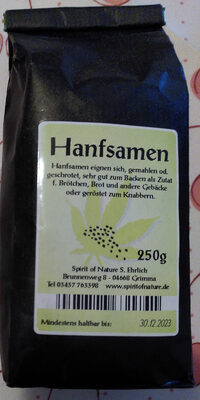 Hanfsamen
Hanfsamen eignen sich, gemahlen od.
geschrotet, sehr gut zum Backen als Zutat
f. Brötchen, Brot und andere Gebäcke
oder geröstet zum Knabbern.
250g
Spirit of Nature S. Ehrlich
Brunnenweg 8 - 04668 Grimma
Tel 03437 763398 www.spiritofnature.de
Mindestens haltbar bis: 30.12.2023